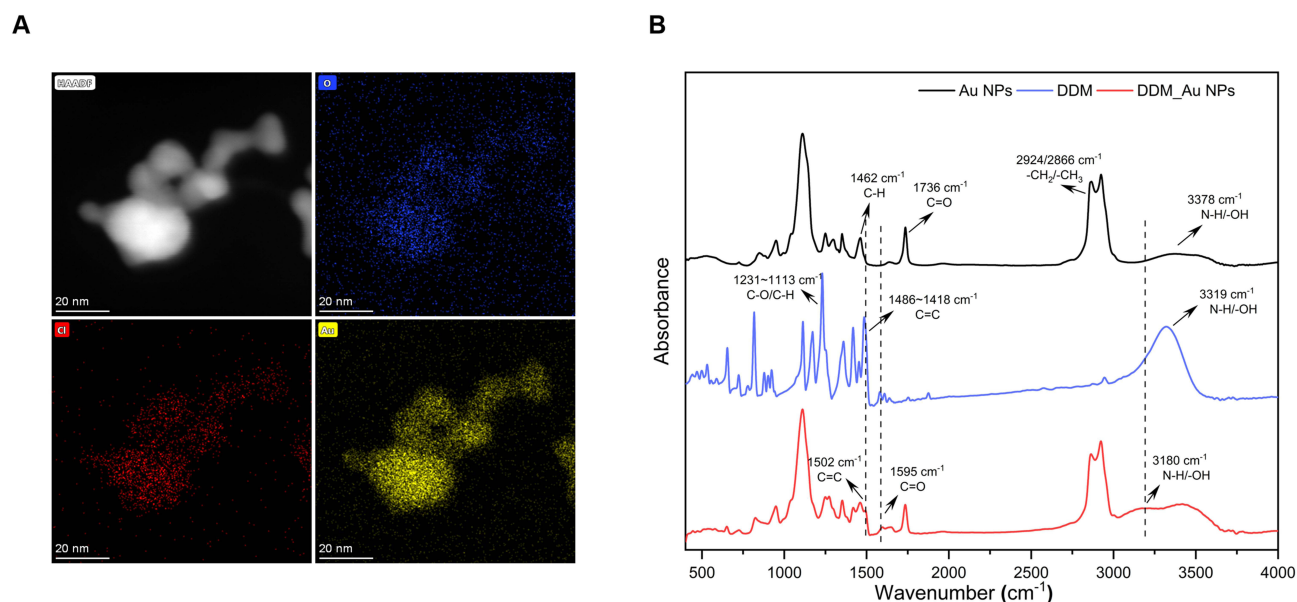 A
B
HAADF
O
20 nm
20 nm
Cl
Au
20 nm
20 nm
Au NPs
DDM
DDM_Au NPs
2924/2866 cm⁻¹
-CH₂/-CH₃
1462 cm⁻¹
C-H
1736 cm⁻¹
C=O
3378 cm⁻¹
N-H/-OH
1231~1113 cm⁻¹
C-O/C-H
1486~1418 cm⁻¹
C=C
3319 cm⁻¹
N-H/-OH
1502 cm⁻¹
C=C
1595 cm⁻¹
C=O
3180 cm⁻¹
N-H/-OH
Absorbance
500 1000 1500 2000 2500 3000 3500 4000
Wavenumber (cm⁻¹)